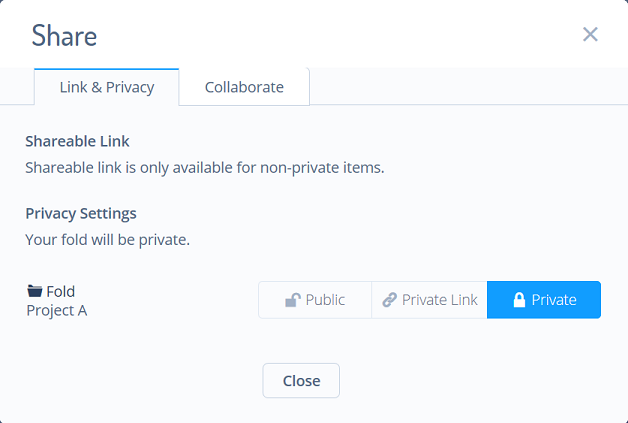 Share
Link & Privacy
Collaborate
Shareable Link
Shareable link is only available for non-private items.
Privacy Settings
Your fold will be private.
Fold
Project A
Public
Private Link
Private
Close